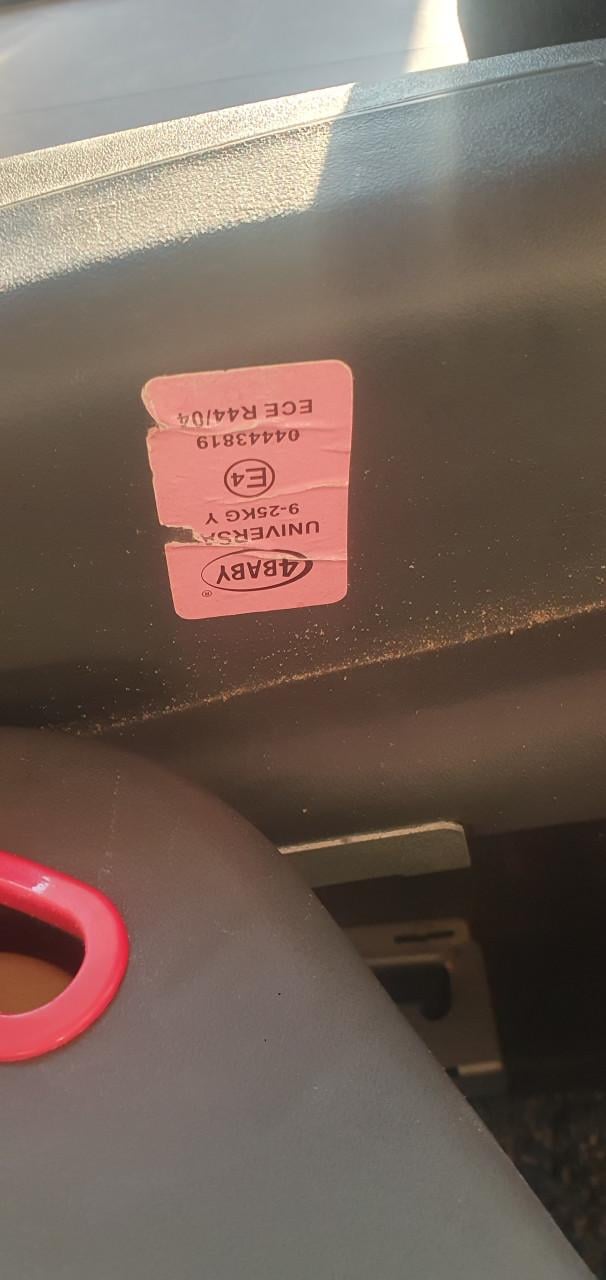 4BABY
®
UNIVERSA
9-25KG Y
E4
04443819
ECE R44/04